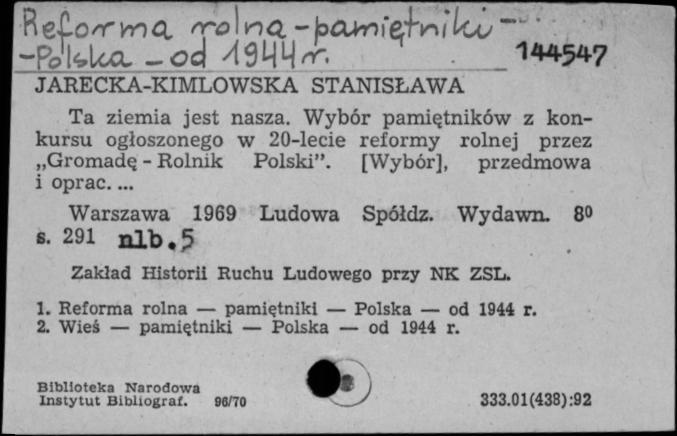 Reforma rolna - pamiętniki -
- Polska - od 1944 r.
144547
JARECKA-KIMLOWSKA STANISŁAWA
Ta ziemia jest nasza. Wybór pamiętników z kon-
kursu ogłoszonego w 20-lecie reformy rolnej przez
„Gromadę - Rolnik Polski”. [Wybór], przedmowa
i oprac. ...
Warszawa 1969 Ludowa Spółdz. Wydawn. 8⁰
s. 291 nlb. 5
Zakład Historii Ruchu Ludowego przy NK ZSL.
1. Reforma rolna — pamiętniki — Polska — od 1944 r.
2. Wieś — pamiętniki — Polska — od 1944 r.
Biblioteka Narodowa
Instytut Bibliograf. 96/70
333.01(438):92